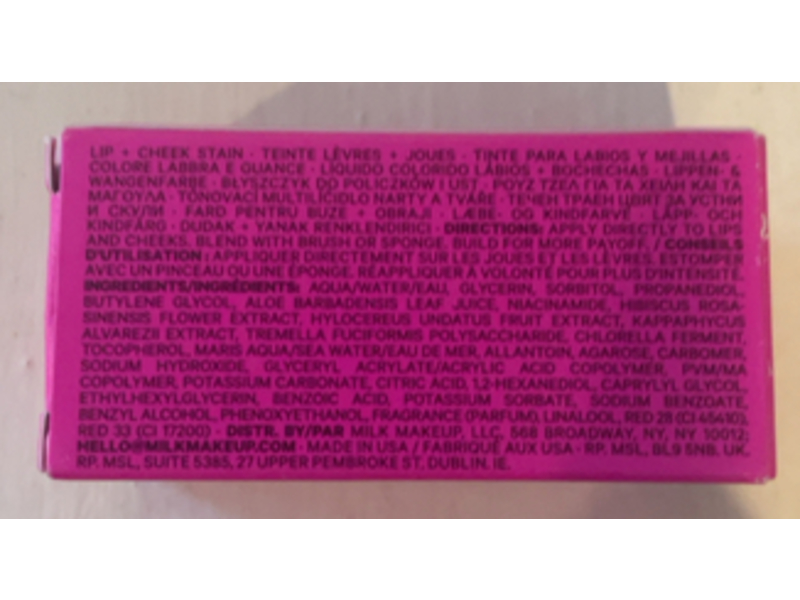 LIP + CHEEK STAIN · TEINTE LÈVRES + JOUES · TINTE PARA LABIOS Y MEJILLAS ·
COLORE LABBRA E GUANCE · LÍQUIDO COLORIDO LÁBIOS + BOCHECHAS · LIPPEN- &
WANGENFARBE · BŁYSZCZYK DO POLICZKÓW I UST · ΡΟΥΖ ΤΖΕΛ ΓΙΑ ΤΑ ΧΕΙΛΗ ΚΑΙ ΤΑ
ΜΑΓΟΥΛΑ · TÓNOVACÍ MULTILÍČIDLO NA RTY A TVÁŘE · ТЕЧЕН ТРАЕН ЦВЯТ ЗА УСТНИ
И СКУЛИ · FARD PENTRU BUZE + OBRAJI · LÆBE- OG KINDFARVE · LÄPP- OCH
KINDFÄRG · DUDAK + YANAK RENKLENDİRİCİ · DIRECTIONS: APPLY DIRECTLY TO LIPS
AND CHEEKS. BLEND WITH BRUSH OR SPONGE. BUILD FOR MORE PAYOFF. / CONSEILS
D'UTILISATION : APPLIQUER DIRECTEMENT SUR LES JOUES ET LES LÈVRES. ESTOMPER
AVEC UN PINCEAU OU UNE ÉPONGE. RÉAPPLIQUER À VOLONTÉ POUR PLUS D'INTENSITÉ.
INGREDIENTS/INGRÉDIENTS: AQUA/WATER/EAU, GLYCERIN, SORBITOL, PROPANEDIOL,
BUTYLENE GLYCOL, ALOE BARBADENSIS LEAF JUICE, NIACINAMIDE, HIBISCUS ROSA-
SINENSIS FLOWER EXTRACT, HYLOCEREUS UNDATUS FRUIT EXTRACT, KAPPAPHYCUS
ALVAREZII EXTRACT, TREMELLA FUCIFORMIS POLYSACCHARIDE, CHLORELLA FERMENT,
TOCOPHEROL, MARIS AQUA/SEA WATER/EAU DE MER, ALLANTOIN, AGAROSE, CARBOMER,
SODIUM HYDROXIDE, GLYCERYL ACRYLATE/ACRYLIC ACID COPOLYMER, PVM/MA
COPOLYMER, POTASSIUM CARBONATE, CITRIC ACID, 1,2-HEXANEDIOL, CAPRYLYL GLYCOL,
ETHYLHEXYLGLYCERIN, BENZOIC ACID, POTASSIUM SORBATE, SODIUM BENZOATE,
BENZYL ALCOHOL, PHENOXYETHANOL, FRAGRANCE (PARFUM), LINALOOL, RED 28 (CI 45410),
RED 33 (CI 17200) · DISTR. BY/PAR MILK MAKEUP, LLC, 568 BROADWAY, NY, NY 10012;
HELLO@MILKMAKEUP.COM · MADE IN USA / FABRIQUÉ AUX USA · RP. MSL, BL9 5NB, UK.
RP. MSL, SUITE 5385, 27 UPPER PEMBROKE ST. DUBLIN. IE.